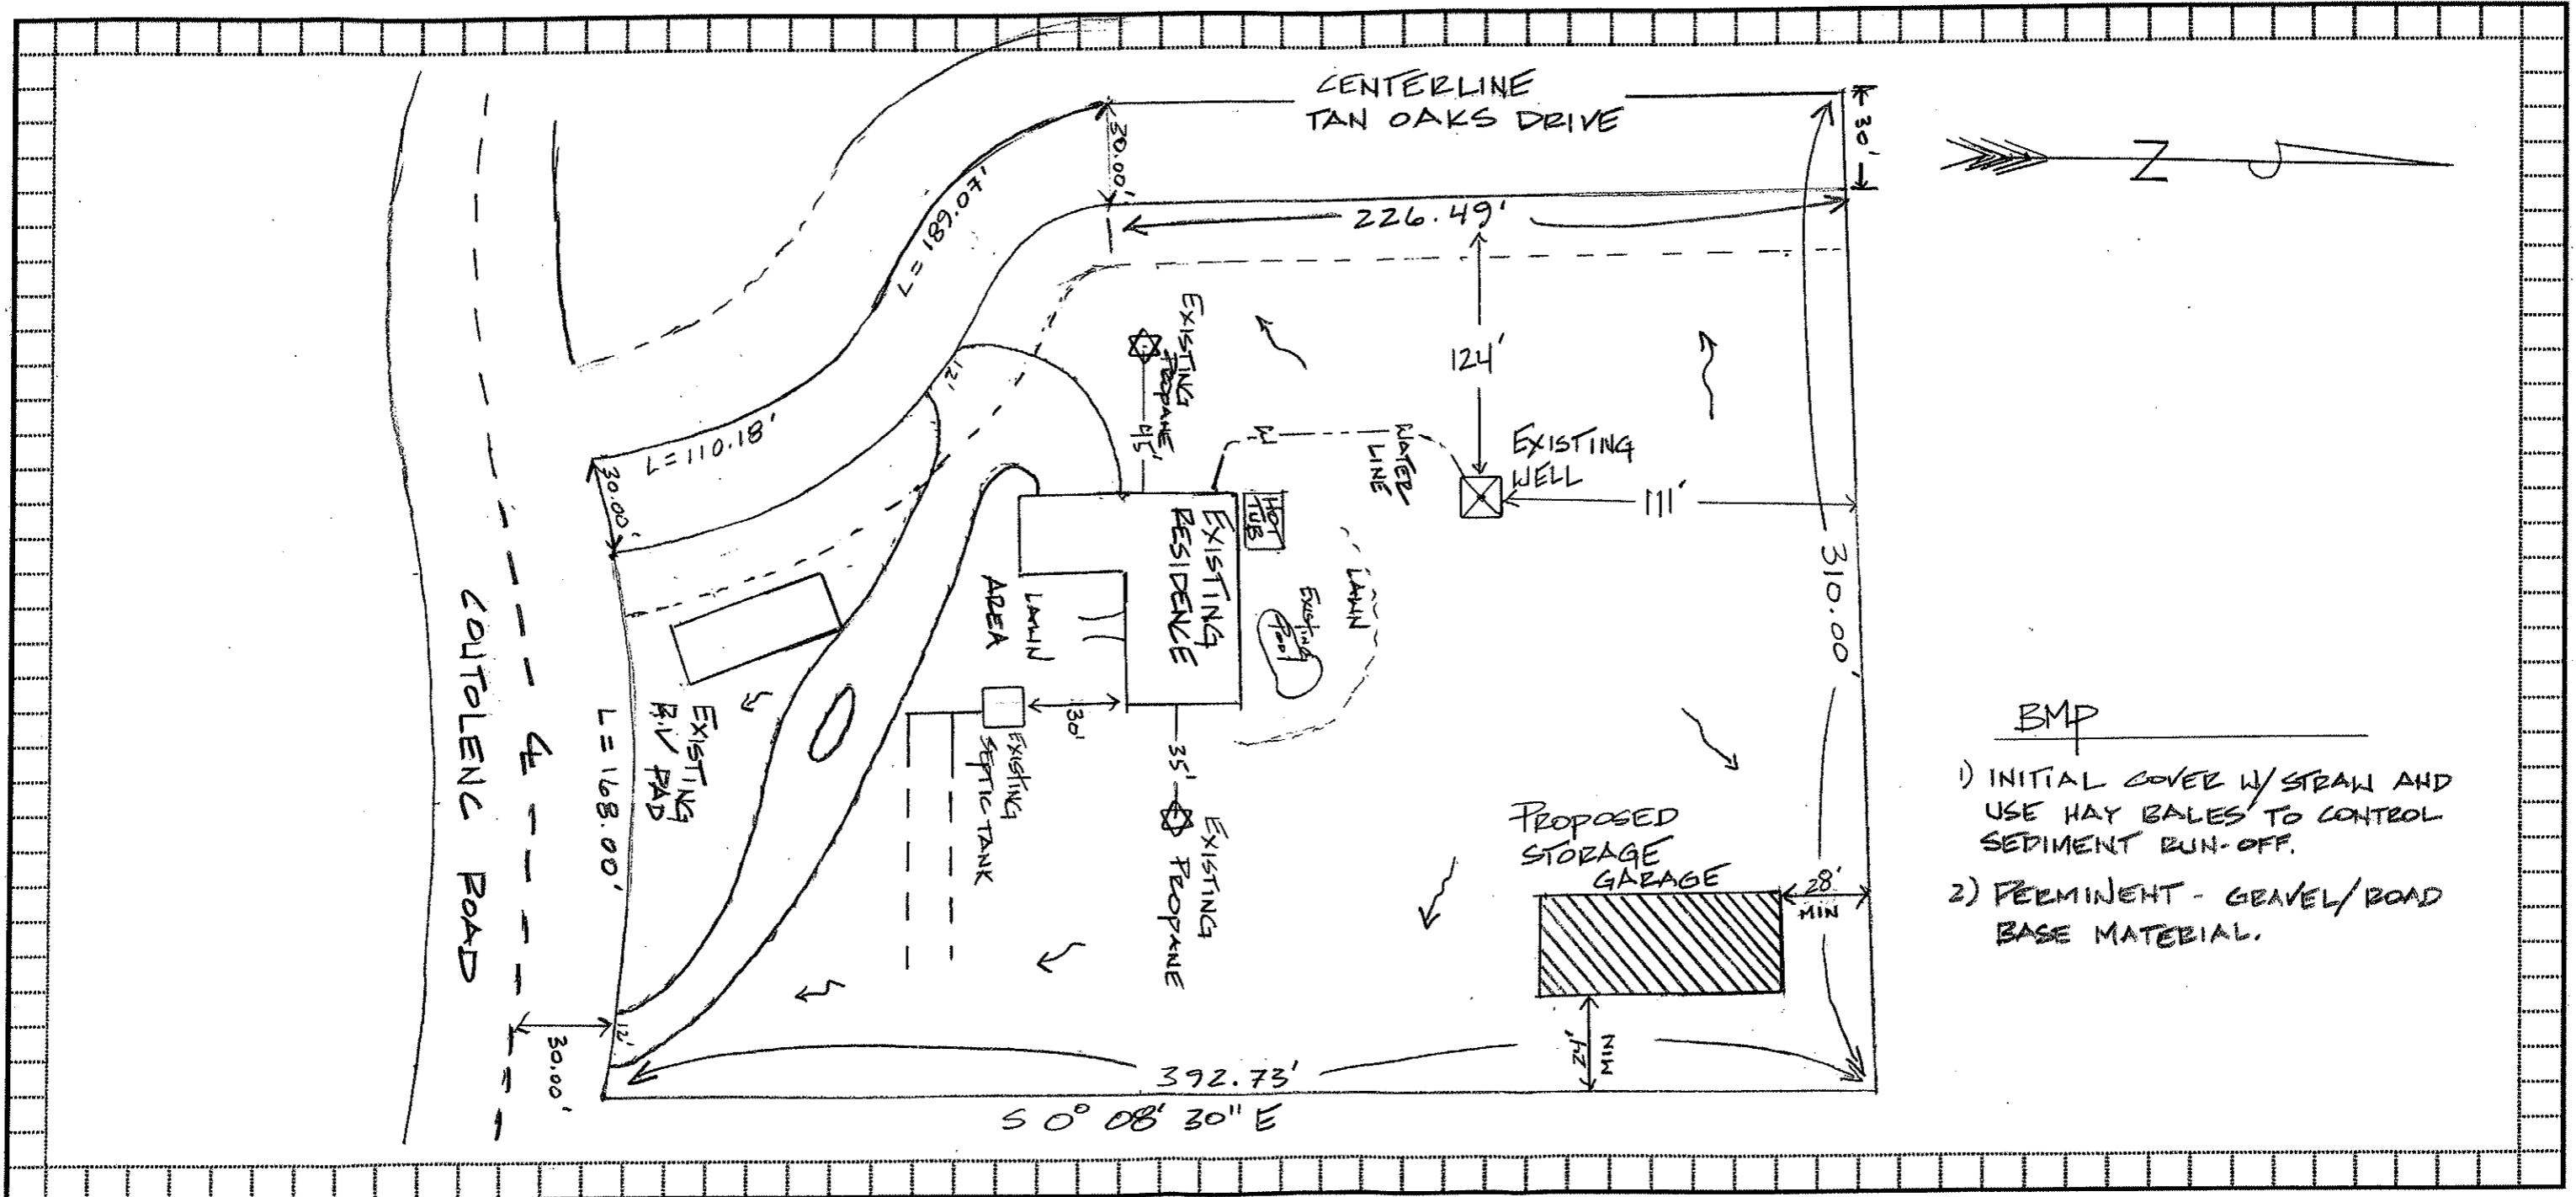 CENTERLINE
TAN OAKS DRIVE
30'
30.00'
226.49'
L=189.07'
L=110.18'
30.00'
12'
EXISTING
PROPANE
45'
124'
W
WATER
LINE
EXISTING
WELL
111'
310.00'
N
HOT
TUB
EXISTING
RESIDENCE
LAWN
AREA
LAWN
EXISTING
POOL
EXISTING
R.V PAD
L=168.00'
COUTOLENC ROAD
30'
EXISTING
SEPTIC TANK
35'
EXISTING
PROPANE
PROPOSED
STORAGE
GARAGE
28'
MIN
24'
MIN
12'
30.00'
392.73'
S 0° 08' 30" E
BMP
1) INITIAL COVER W/ STRAW AND
USE HAY BALES TO CONTROL
SEDIMENT RUN-OFF.
2) PERMINENT - GRAVEL/ROAD
BASE MATERIAL.